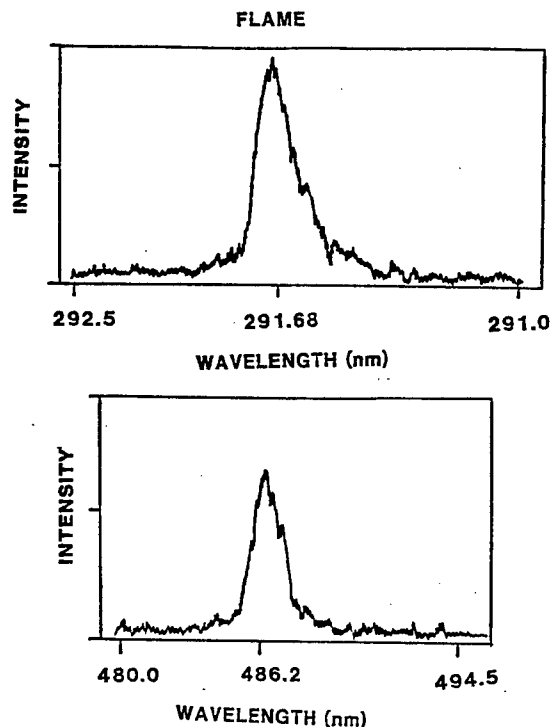 FLAME
INTENSITY
292.5 291.68 291.0
WAVELENGTH (nm)
INTENSITY
480.0 486.2 494.5
WAVELENGTH (nm)